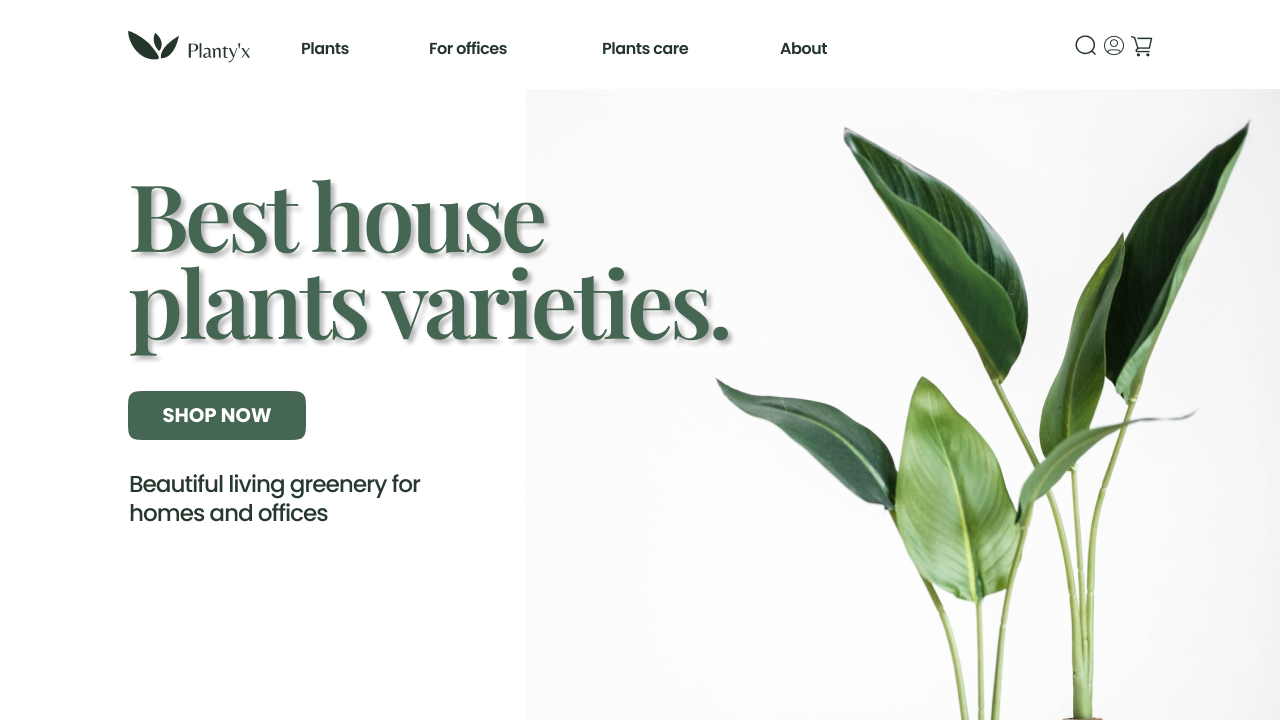 Planty'x
Plants
For offices
Plants care
About
Best house
plants varieties.
SHOP NOW
Beautiful living greenery for
homes and offices